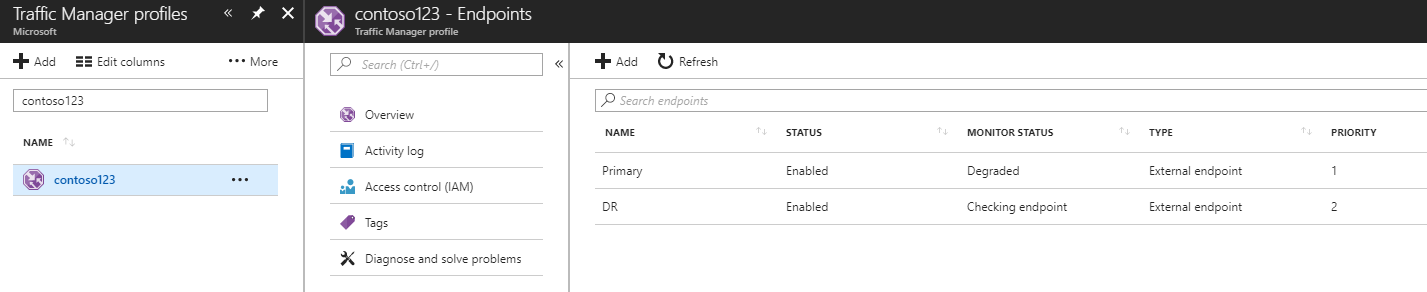 Traffic Manager profiles
Microsoft
Add Edit columns More
contoso123
NAME
contoso123
contoso123 - Endpoints
Traffic Manager profile
Search (Ctrl+/)
Overview
Activity log
Access control (IAM)
Tags
Diagnose and solve problems
Add Refresh
Search endpoints
NAME STATUS MONITOR STATUS TYPE PRIORITY
Primary Enabled Degraded External endpoint 1
DR Enabled Checking endpoint External endpoint 2